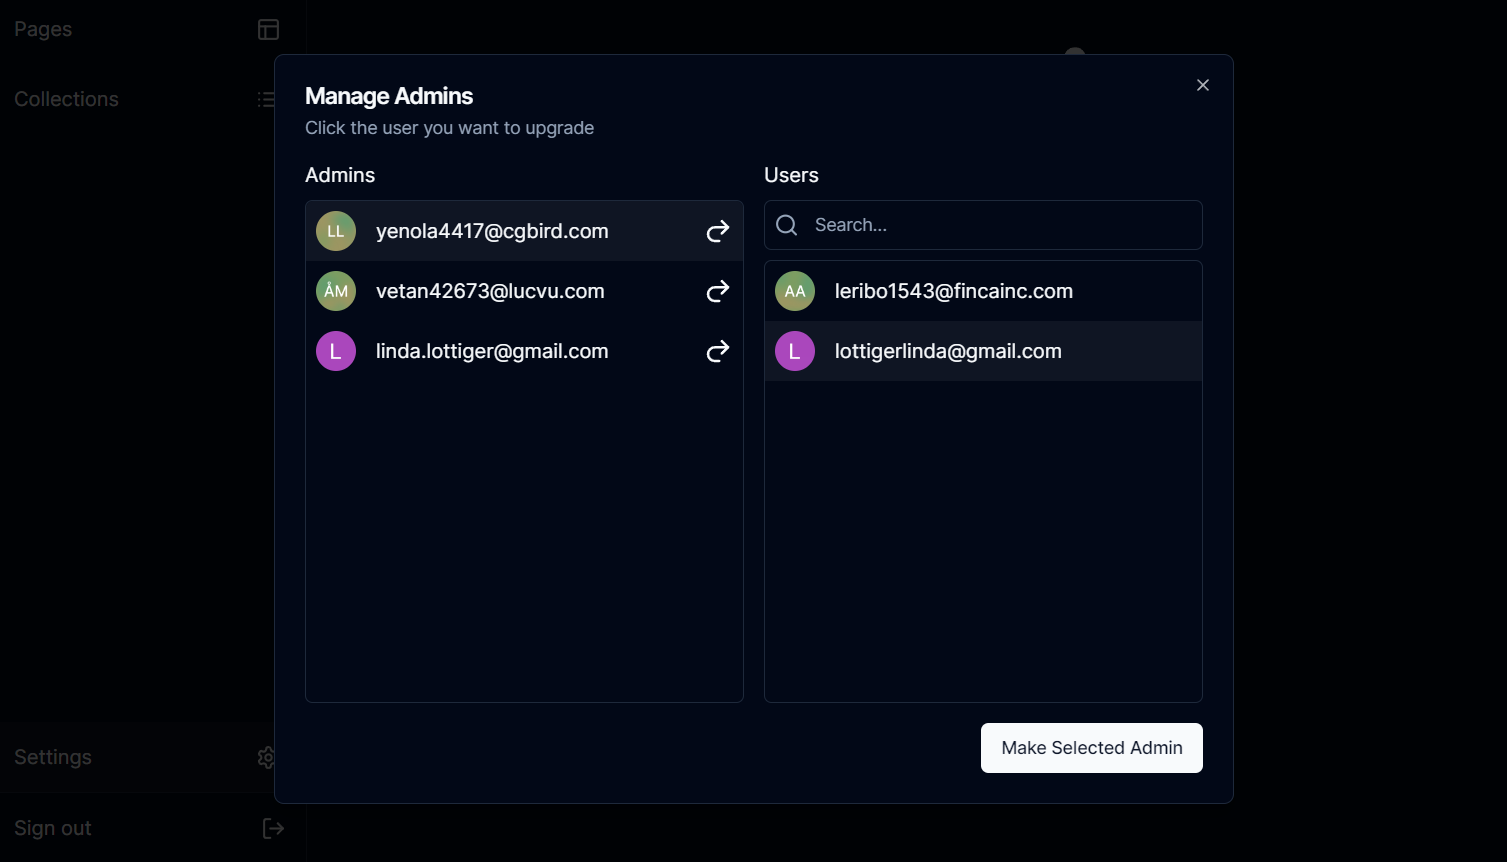 Pages
Collections
Manage Admins
Click the user you want to upgrade
Admins
LL yenola4417@cgbird.com
ÅM vetan42673@lucvu.com
L linda.lottiger@gmail.com
Users
Search...
AA leribo1543@fincainc.com
L lottigerlinda@gmail.com
Make Selected Admin
Settings
Sign out